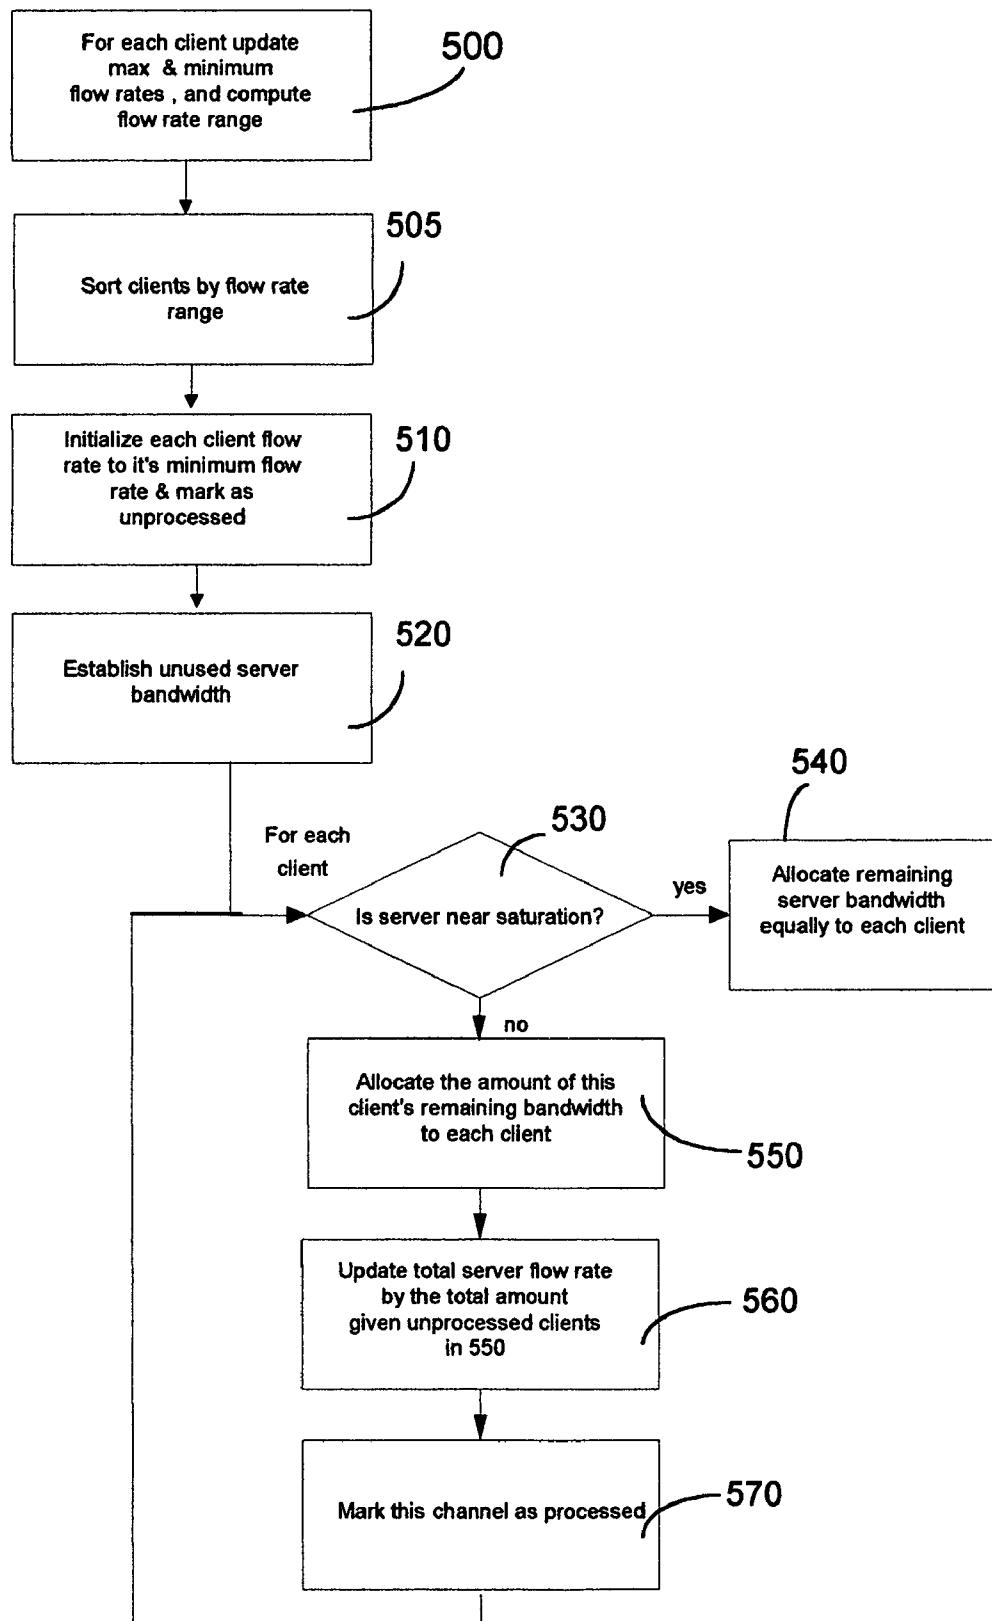 For each client update
max & minimum
flow rates , and compute
flow rate range
500
505
Sort clients by flow rate
range
510
Initialize each client flow
rate to it's minimum flow
rate & mark as
unprocessed
520
Establish unused server
bandwidth
540
530
For each
client
Is server near saturation?
yes
Allocate remaining
server bandwidth
equally to each client
no
Allocate the amount of this
client's remaining bandwidth
to each client
550
Update total server flow rate
by the total amount
given unprocessed clients
in 550
560
Mark this channel as processed
570